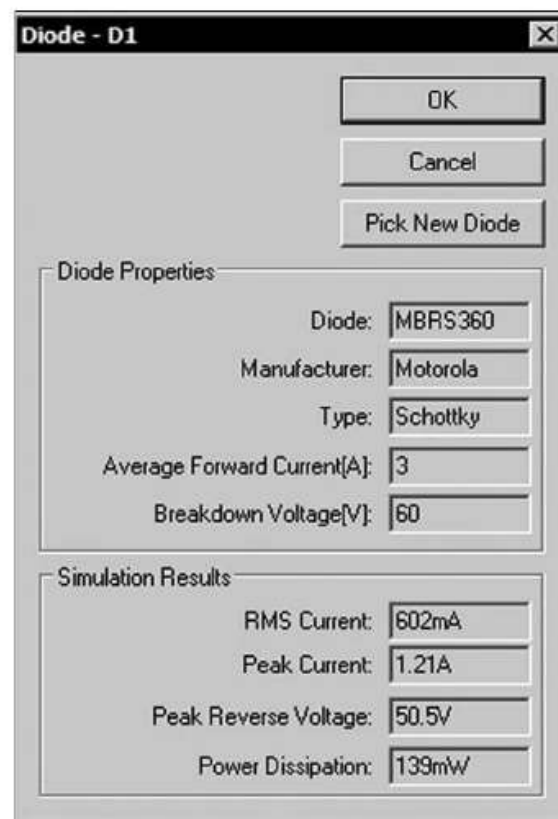 Diode - D1
OK
Cancel
Pick New Diode
Diode Properties
Diode: MBRS360
Manufacturer: Motorola
Type: Schottky
Average Forward Current[A]: 3
Breakdown Voltage[V]: 60
Simulation Results
RMS Current: 602mA
Peak Current: 1.21A
Peak Reverse Voltage: 50.5V
Power Dissipation: 139mW